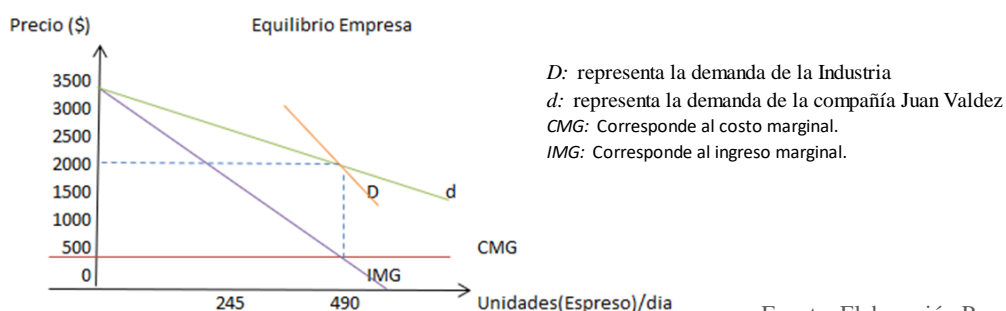 Precio ($)
Equilibrio Empresa
3500
3000
2500
2000
1500
1000
500
0
D
d
CMG
IMG
245
490
Unidades(Espreso)/dia
D: representa la demanda de la Industria
d: representa la demanda de la compañía Juan Valdez
CMG: Corresponde al costo marginal.
IMG: Corresponde al ingreso marginal.